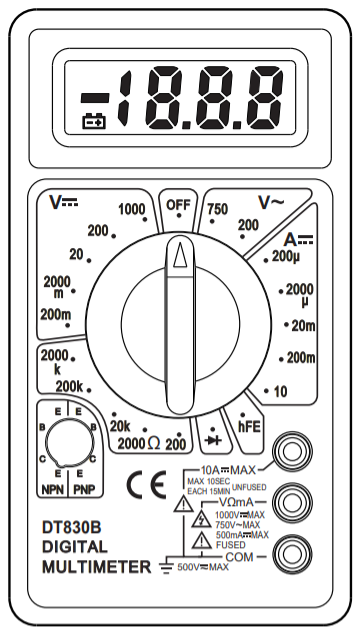 -18.8.8
V⎓
1000
OFF
750
V~
200
200
A⎓
20
200µ
2000
m
2000
µ
200m
20m
2000
k
200m
200k
10
20k
2000
Ω
200
hFE
E
E
B
B
C
C
E
E
NPN
PNP
CE
10A⎓MAX
MAX 10SEC
EACH 15MIN
UNFUSED
VΩmA
1000V⎓MAX
750V~MAX
500mA⎓MAX
FUSED
COM
500V⎓MAX
DT830B
DIGITAL
MULTIMETER